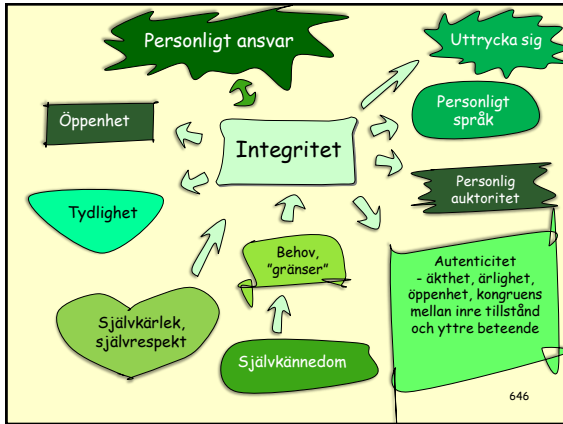 Personligt ansvar
Uttrycka sig
Öppenhet
Personligt
språk
Integritet
Personlig
auktoritet
Tydlighet
Behov,
"gränser"
Autenticitet
- äkthet, ärlighet,
öppenhet, kongruens
mellan inre tillstånd
och yttre beteende
Självkärlek,
självrespekt
Självkännedom
646